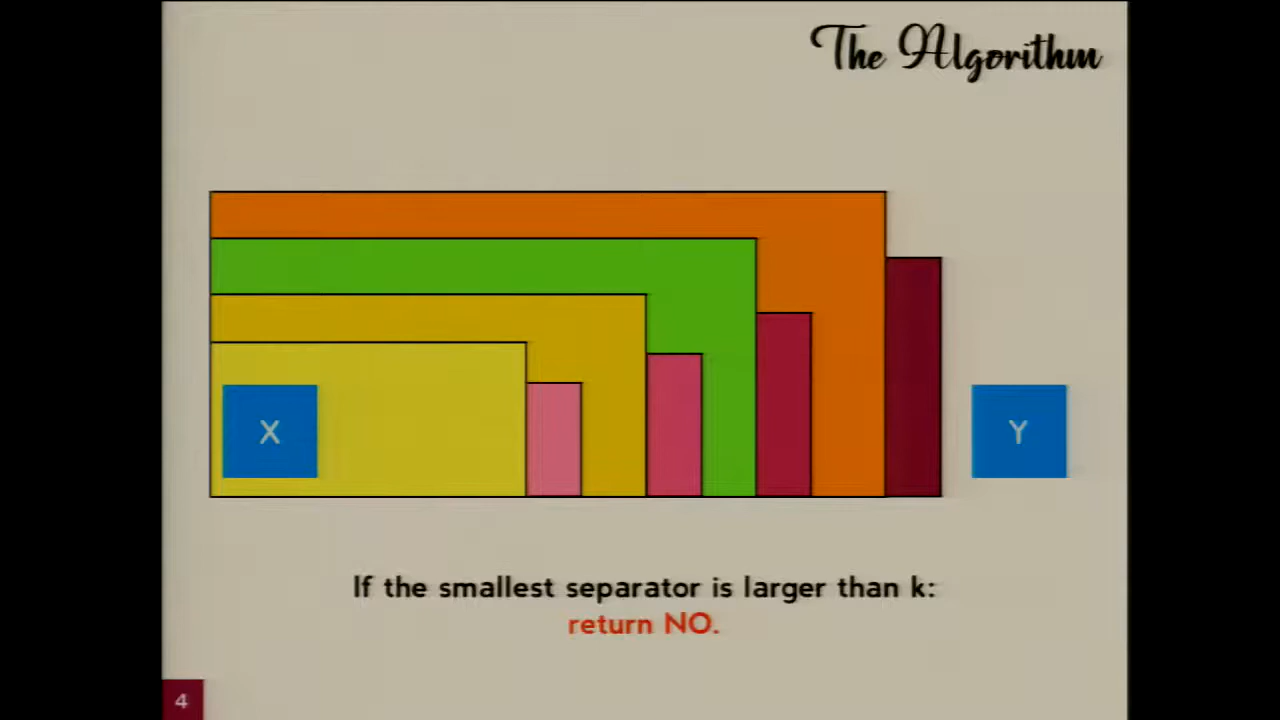 The Algorithm
X
Y
If the smallest separator is larger than k:
return NO.
4